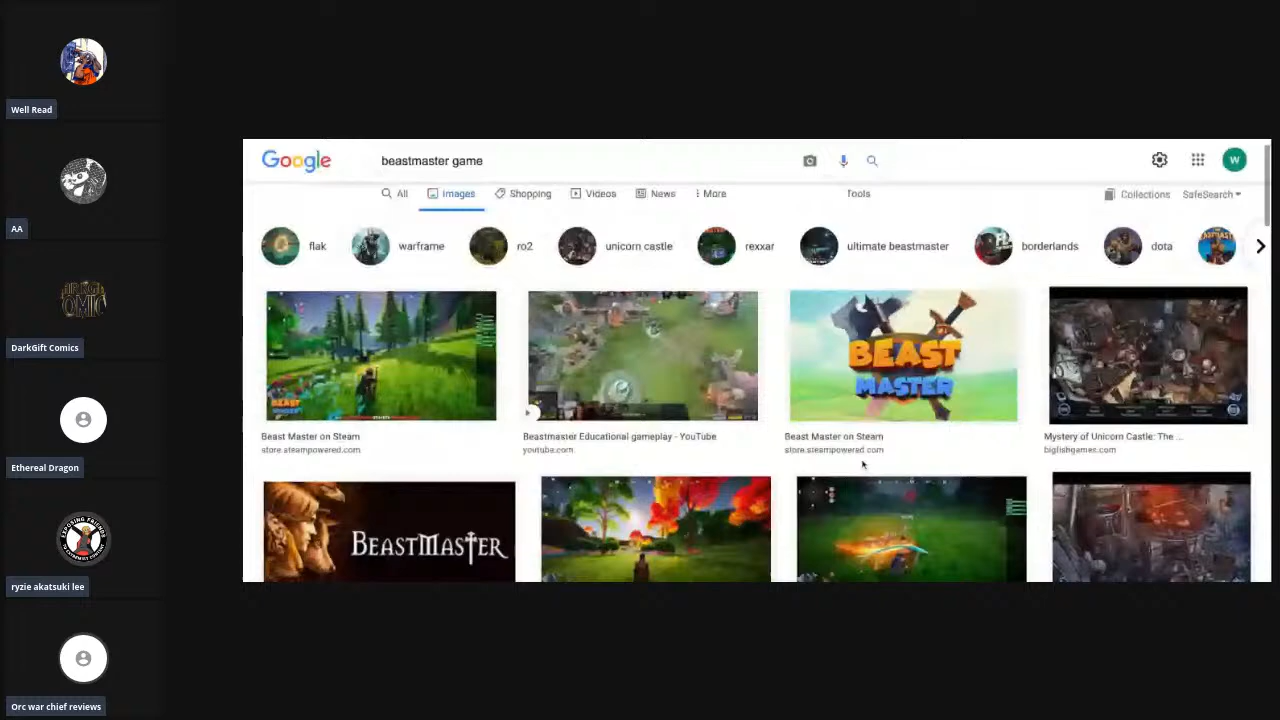 Well Read
AA
DarkGift Comics
Ethereal Dragon
ryzie akatsuki lee
Orc war chief reviews
Google
beastmaster game
W
All
Images
Shopping
Videos
News
More
Tools
Collections
SafeSearch
flak
warframe
ro2
unicorn castle
rexxar
ultimate beastmaster
borderlands
dota
BEAST
MASTER
BEAST
MASTER
Beast Master on Steam
store.steampowered.com
Beastmaster Educational gameplay - YouTube
youtube.com
Beast Master on Steam
store.steampowered.com
Mystery of Unicorn Castle: The ...
bigfishgames.com
BEASTMASTER